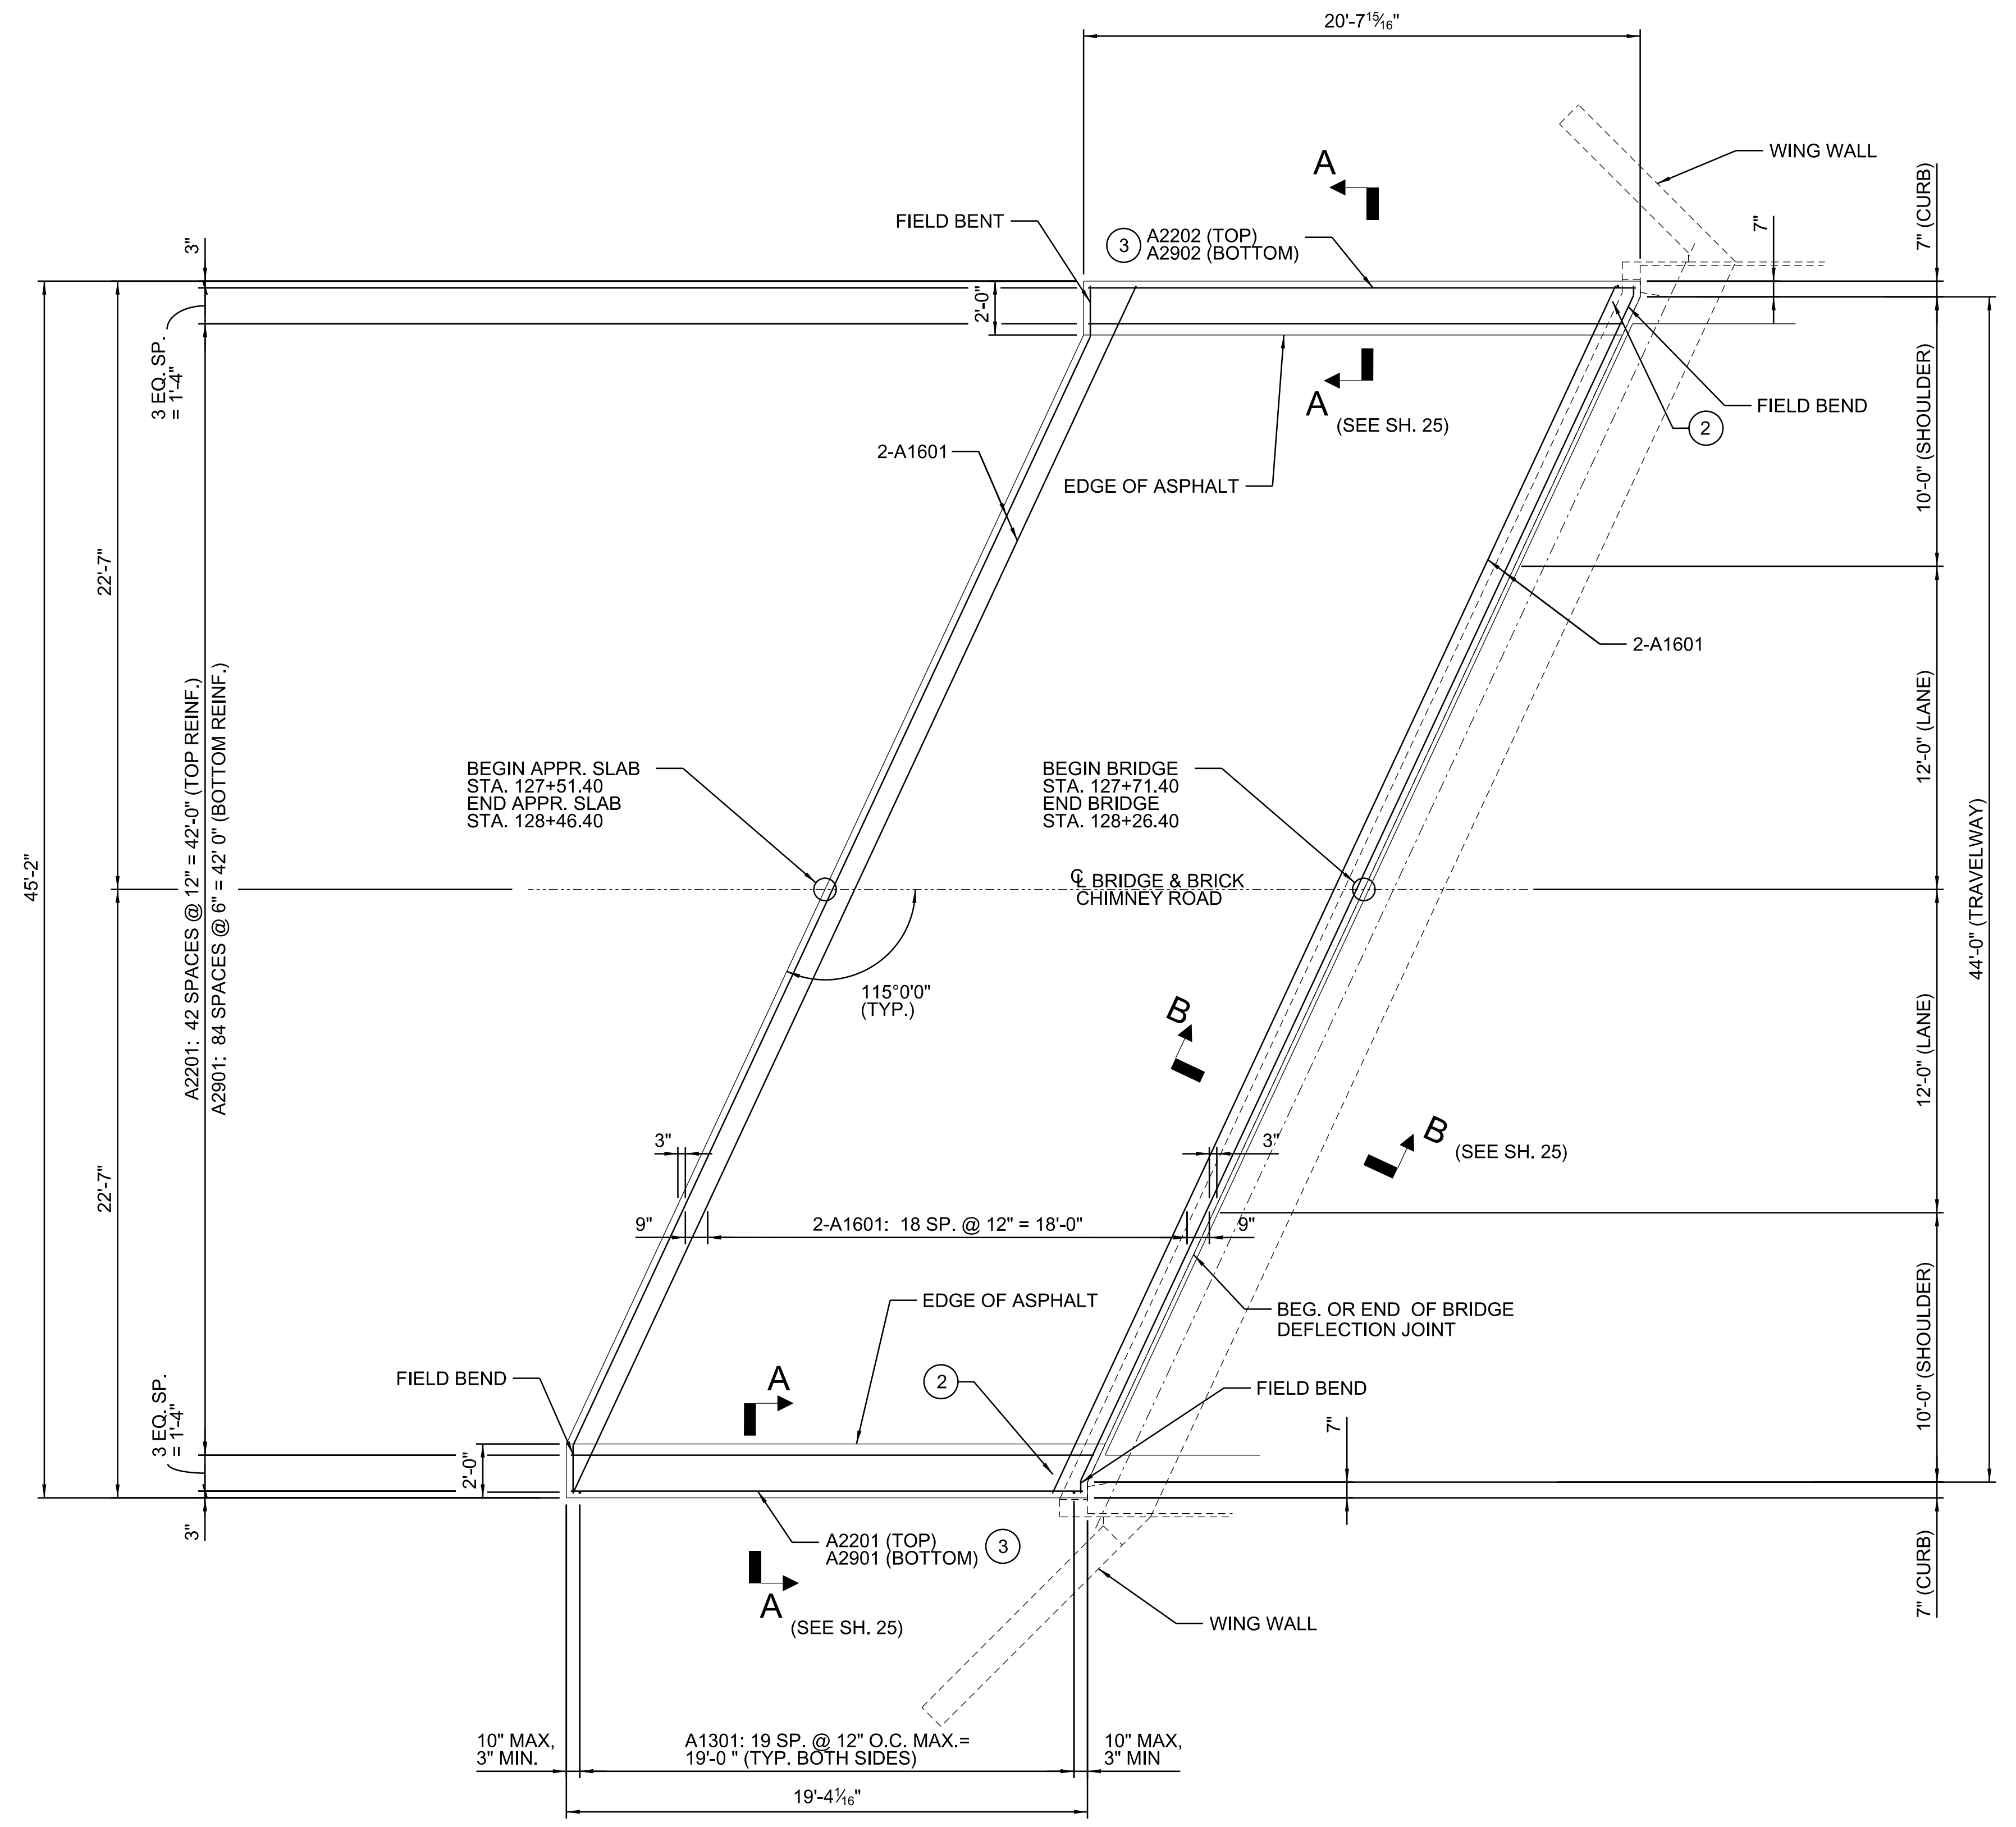 20'-7 15/16"
WING WALL
A
7" (CURB)
7"
FIELD BENT
3
A2202 (TOP)
A2902 (BOTTOM)
3"
2'-0"
3 EQ. SP.
= 1'-4"
A
(SEE SH. 25)
FIELD BEND
2
10'-0" (SHOULDER)
2-A1601
EDGE OF ASPHALT
22'-7"
2-A1601
12'-0" (LANE)
A2201: 42 SPACES @ 12" = 42'-0" (TOP REINF.)
A2901: 84 SPACES @ 6" = 42' 0" (BOTTOM REINF.)
BEGIN APPR. SLAB
STA. 127+51.40
END APPR. SLAB
STA. 128+46.40
BEGIN BRIDGE
STA. 127+71.40
END BRIDGE
STA. 128+26.40
45'-2"
44'-0" (TRAVELWAY)
℄ BRIDGE & BRICK
CHIMNEY ROAD
115°0'0"
(TYP.)
B
12'-0" (LANE)
B
(SEE SH. 25)
22'-7"
3"
3"
9"
2-A1601: 18 SP. @ 12" = 18'-0"
9"
EDGE OF ASPHALT
BEG. OR END OF BRIDGE
DEFLECTION JOINT
10'-0" (SHOULDER)
FIELD BEND
A
2
FIELD BEND
3 EQ. SP.
= 1'-4"
2'-0"
7"
3"
A2201 (TOP)
A2901 (BOTTOM)
3
7" (CURB)
A
(SEE SH. 25)
WING WALL
10" MAX,
3" MIN.
A1301: 19 SP. @ 12" O.C. MAX.=
19'-0 " (TYP. BOTH SIDES)
10" MAX,
3" MIN
19'-4 1/16"